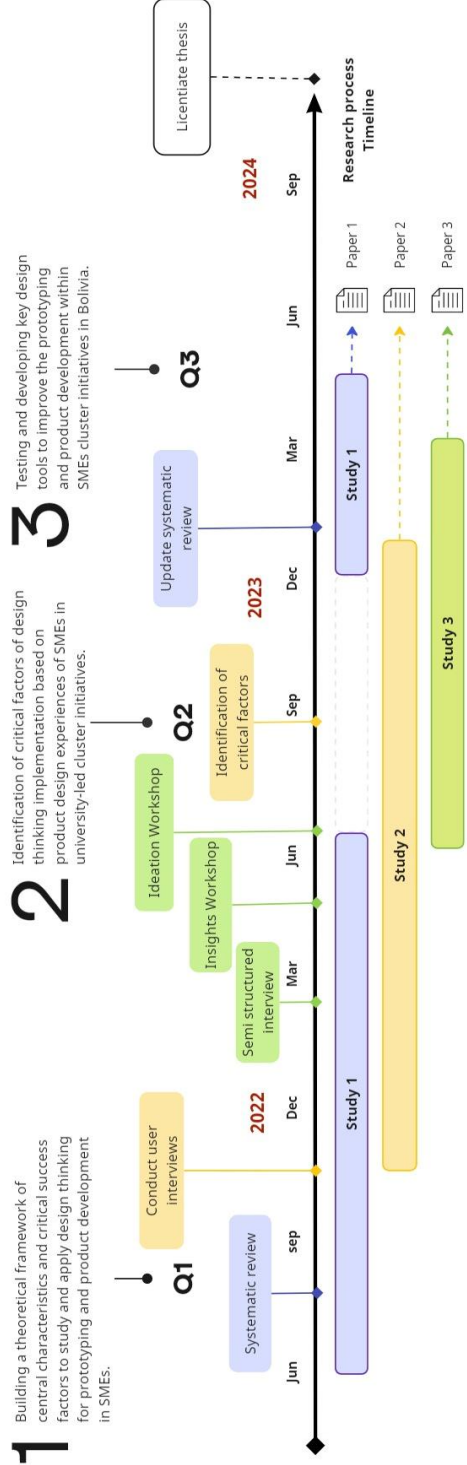 1
Building a theoretical framework of
central characteristics and critical success
factors to study and apply design thinking
for prototyping and product development
in SMEs.
2
Identification of critical factors of design
thinking implementation based on
product design experiences of SMEs in
university-led cluster initiatives.
3
Testing and developing key design
tools to improve the prototyping
and product development within
SMEs cluster initiatives in Bolivia.
Q1
Q2
Q3
Systematic review
Conduct user
interviews
Semi structured
interview
Insights Workshop
Ideation Workshop
Identification of
critical factors
Update systematic
review
Licentiate thesis
2022
2023
2024
Jun
sep
Dec
Mar
Jun
Sep
Dec
Mar
Jun
Sep
Research process
Timeline
Study 1
Study 1
Paper 1
Study 2
Paper 2
Study 3
Paper 3